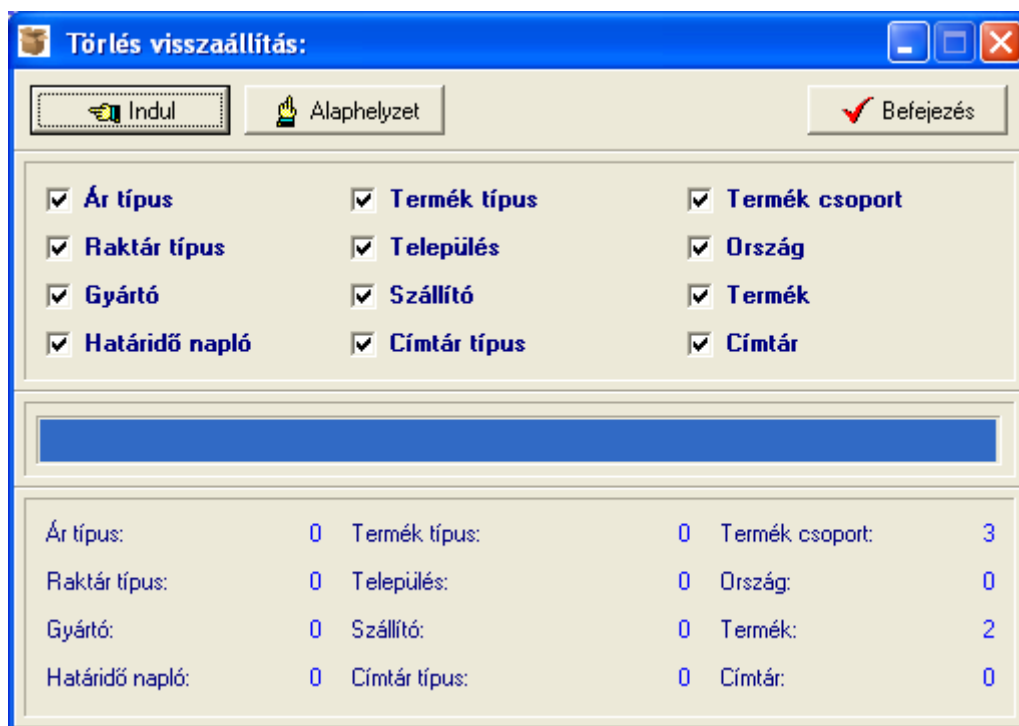 Törlés visszaállítás:
Indul Alaphelyzet Befejezés
Ár típus Termék típus Termék csoport
Raktár típus Település Ország
Gyártó Szállító Termék
Határidő napló Címtár típus Címtár
Ár típus: 0 Termék típus: 0 Termék csoport: 3
Raktár típus: 0 Település: 0 Ország: 0
Gyártó: 0 Szállító: 0 Termék: 2
Határidő napló: 0 Címtár típus: 0 Címtár: 0